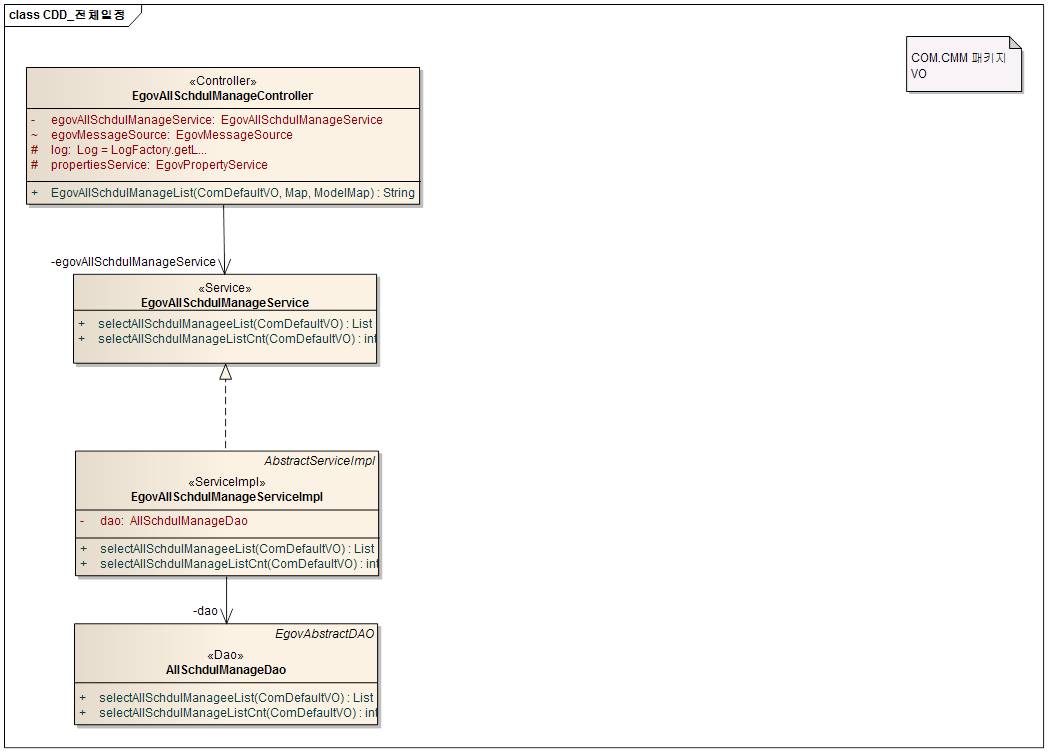 class CDD_전체일정
COM.CMM 패키지
VO
«Controller»
EgovAllSchdulManageController
- egovAllSchdulManageService: EgovAllSchdulManageService
~ egovMessageSource: EgovMessageSource
# log: Log = LogFactory.getL...
# propertiesService: EgovPropertyService
+ EgovAllSchdulManageList(ComDefaultVO, Map, ModelMap) : String
-egovAllSchdulManageService
«Service»
EgovAllSchdulManageService
+ selectAllSchdulManageeList(ComDefaultVO) : List
+ selectAllSchdulManageListCnt(ComDefaultVO) : int
AbstractServiceImpl
«ServiceImpl»
EgovAllSchdulManageServiceImpl
- dao: AllSchdulManageDao
+ selectAllSchdulManageeList(ComDefaultVO) : List
+ selectAllSchdulManageListCnt(ComDefaultVO) : int
-dao
EgovAbstractDAO
«Dao»
AllSchdulManageDao
+ selectAllSchdulManageeList(ComDefaultVO) : List
+ selectAllSchdulManageListCnt(ComDefaultVO) : int